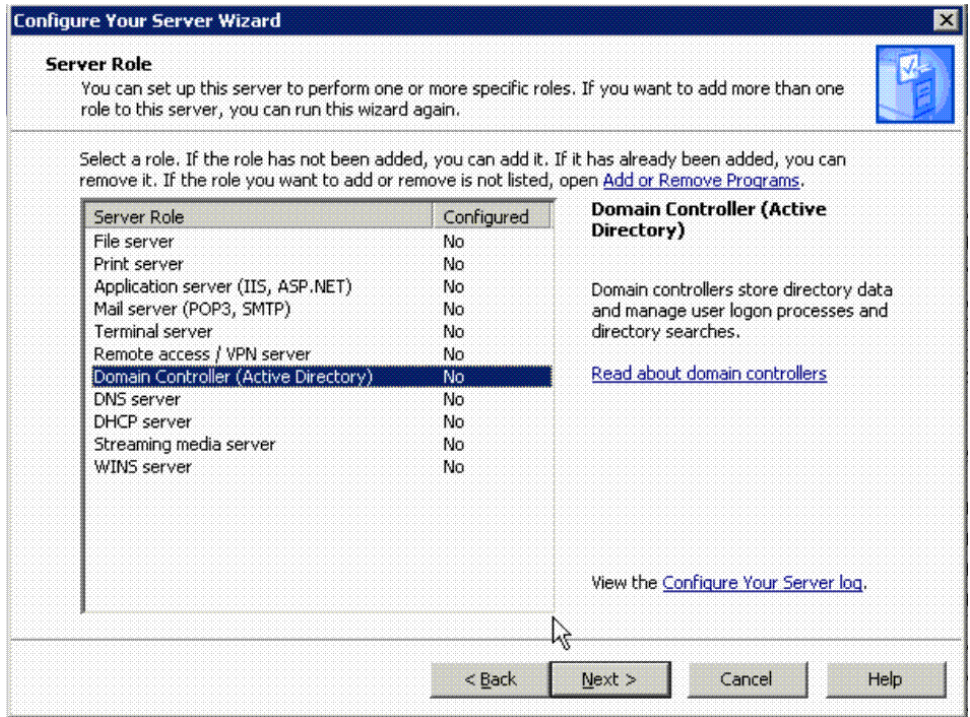 Configure Your Server Wizard
Server Role
You can set up this server to perform one or more specific roles. If you want to add more than one
role to this server, you can run this wizard again.
Select a role. If the role has not been added, you can add it. If it has already been added, you can
remove it. If the role you want to add or remove is not listed, open Add or Remove Programs.
Server Role Configured
File server No
Print server No
Application server (IIS, ASP.NET) No
Mail server (POP3, SMTP) No
Terminal server No
Remote access / VPN server No
Domain Controller (Active Directory) No
DNS server No
DHCP server No
Streaming media server No
WINS server No
Domain Controller (Active
Directory)
Domain controllers store directory data
and manage user logon processes and
directory searches.
Read about domain controllers
View the Configure Your Server log.
< Back Next > Cancel Help